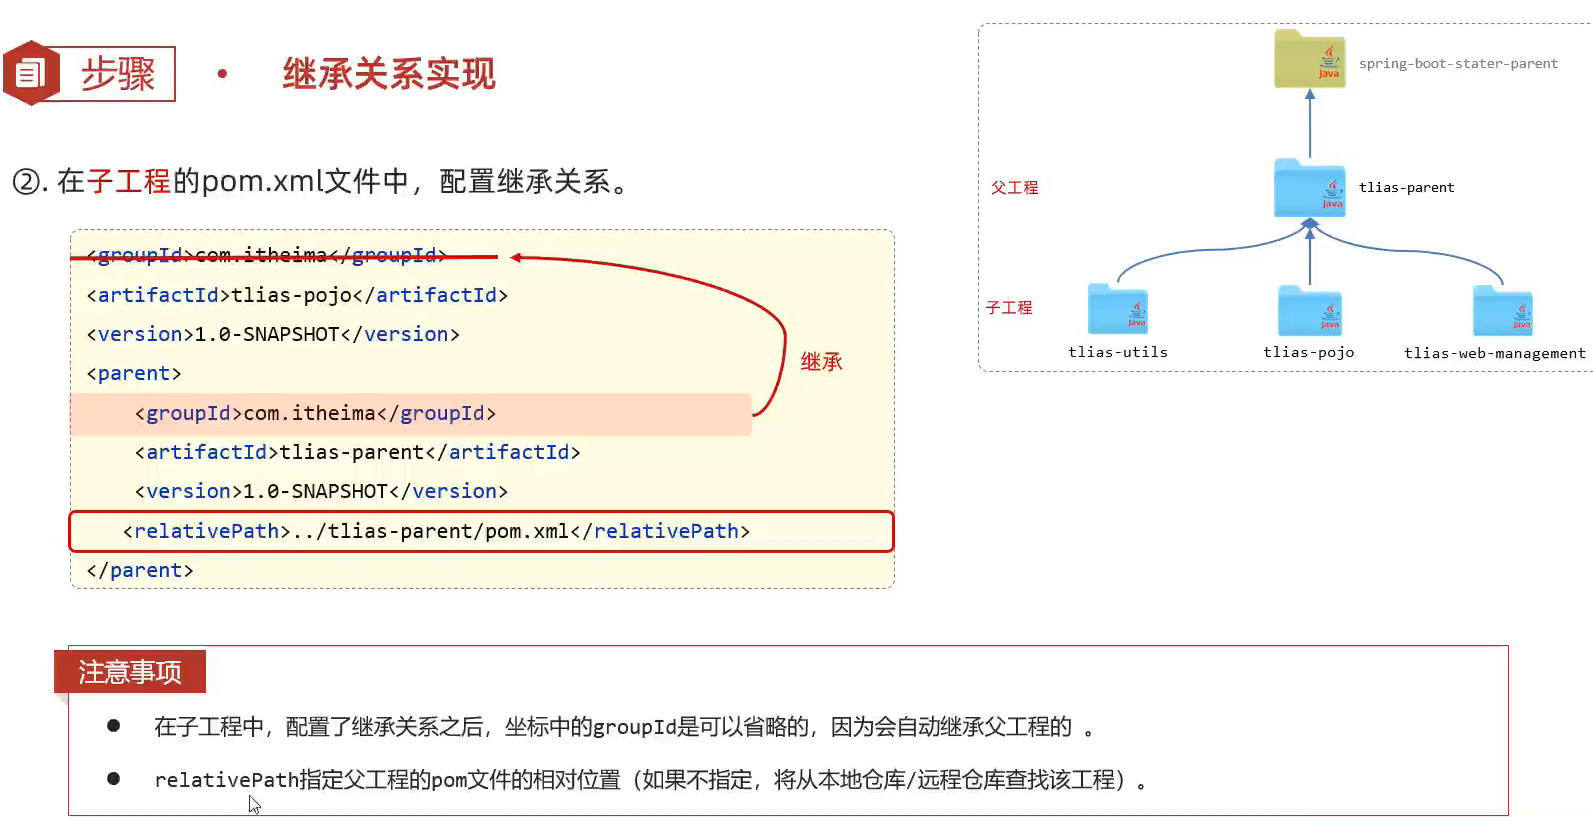 步骤
继承关系实现
②. 在子工程的pom.xml文件中，配置继承关系。
<groupId>com.itheima</groupId>
<artifactId>tlias-pojo</artifactId>
<version>1.0-SNAPSHOT</version>
<parent>
<groupId>com.itheima</groupId>
<artifactId>tlias-parent</artifactId>
<version>1.0-SNAPSHOT</version>
<relativePath>../tlias-parent/pom.xml</relativePath>
</parent>
继承
Java
spring-boot-stater-parent
父工程
Java
tlias-parent
子工程
Java
Java
Java
tlias-utils
tlias-pojo
tlias-web-management
注意事项
● 在子工程中，配置了继承关系之后，坐标中的groupId是可以省略的，因为会自动继承父工程的 。
● relativePath指定父工程的pom文件的相对位置（如果不指定，将从本地仓库/远程仓库查找该工程）。